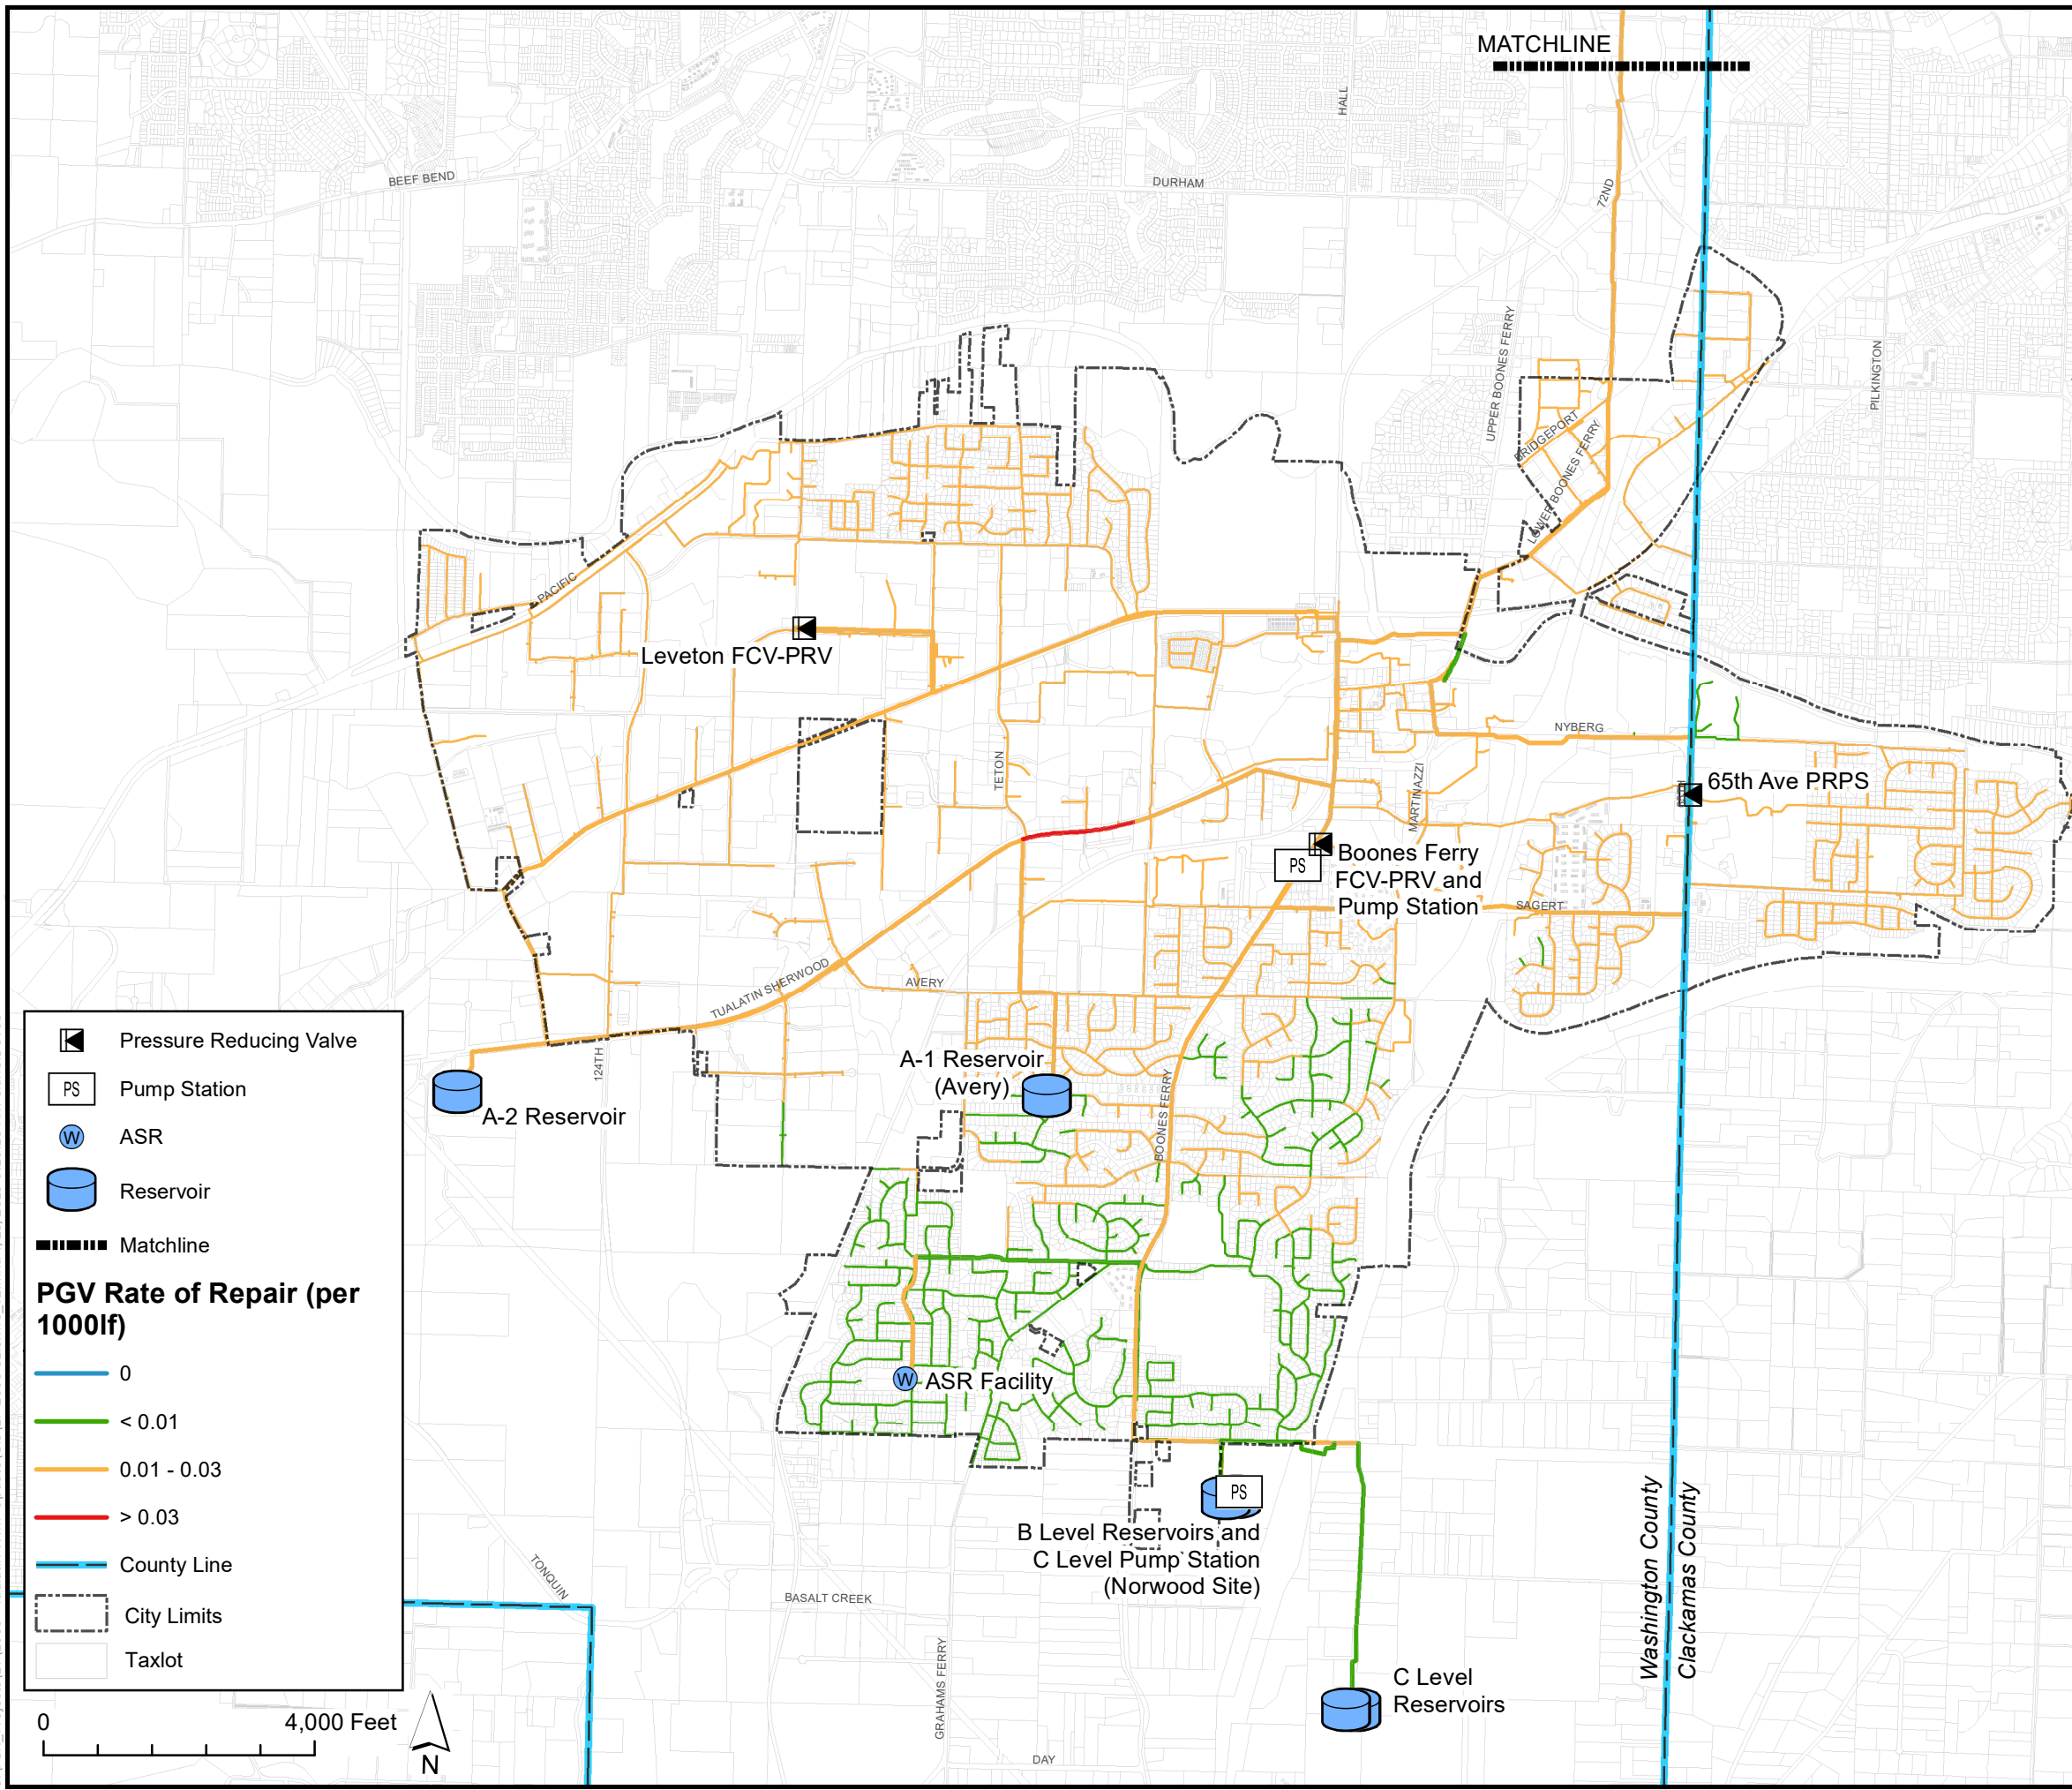 MATCHLINE
HALL
BEEF BEND
DURHAM
72ND
UPPER BOONES FERRY
PILKINGTON
BRIDGEPORT
LOWER BOONES FERRY
PACIFIC
Leveton FCV-PRV
NYBERG
TETON
MARTINAZZI
65th Ave PRPS
PS
Boones Ferry
FCV-PRV and
Pump Station
SAGERT
TUALATIN SHERWOOD
AVERY
124TH
A-1 Reservoir
(Avery)
BOONES FERRY
A-2 Reservoir
Pressure Reducing Valve
PS
Pump Station
W
ASR
Reservoir
Matchline
PGV Rate of Repair (per
1000lf)
0
< 0.01
0.01 - 0.03
> 0.03
County Line
City Limits
Taxlot
W
ASR Facility
PS
B Level Reservoirs and
C Level Pump Station
(Norwood Site)
Washington County
Clackamas County
TONQUIN
BASALT CREEK
GRAHAMS FERRY
C Level
Reservoirs
DAY
0
4,000 Feet
N